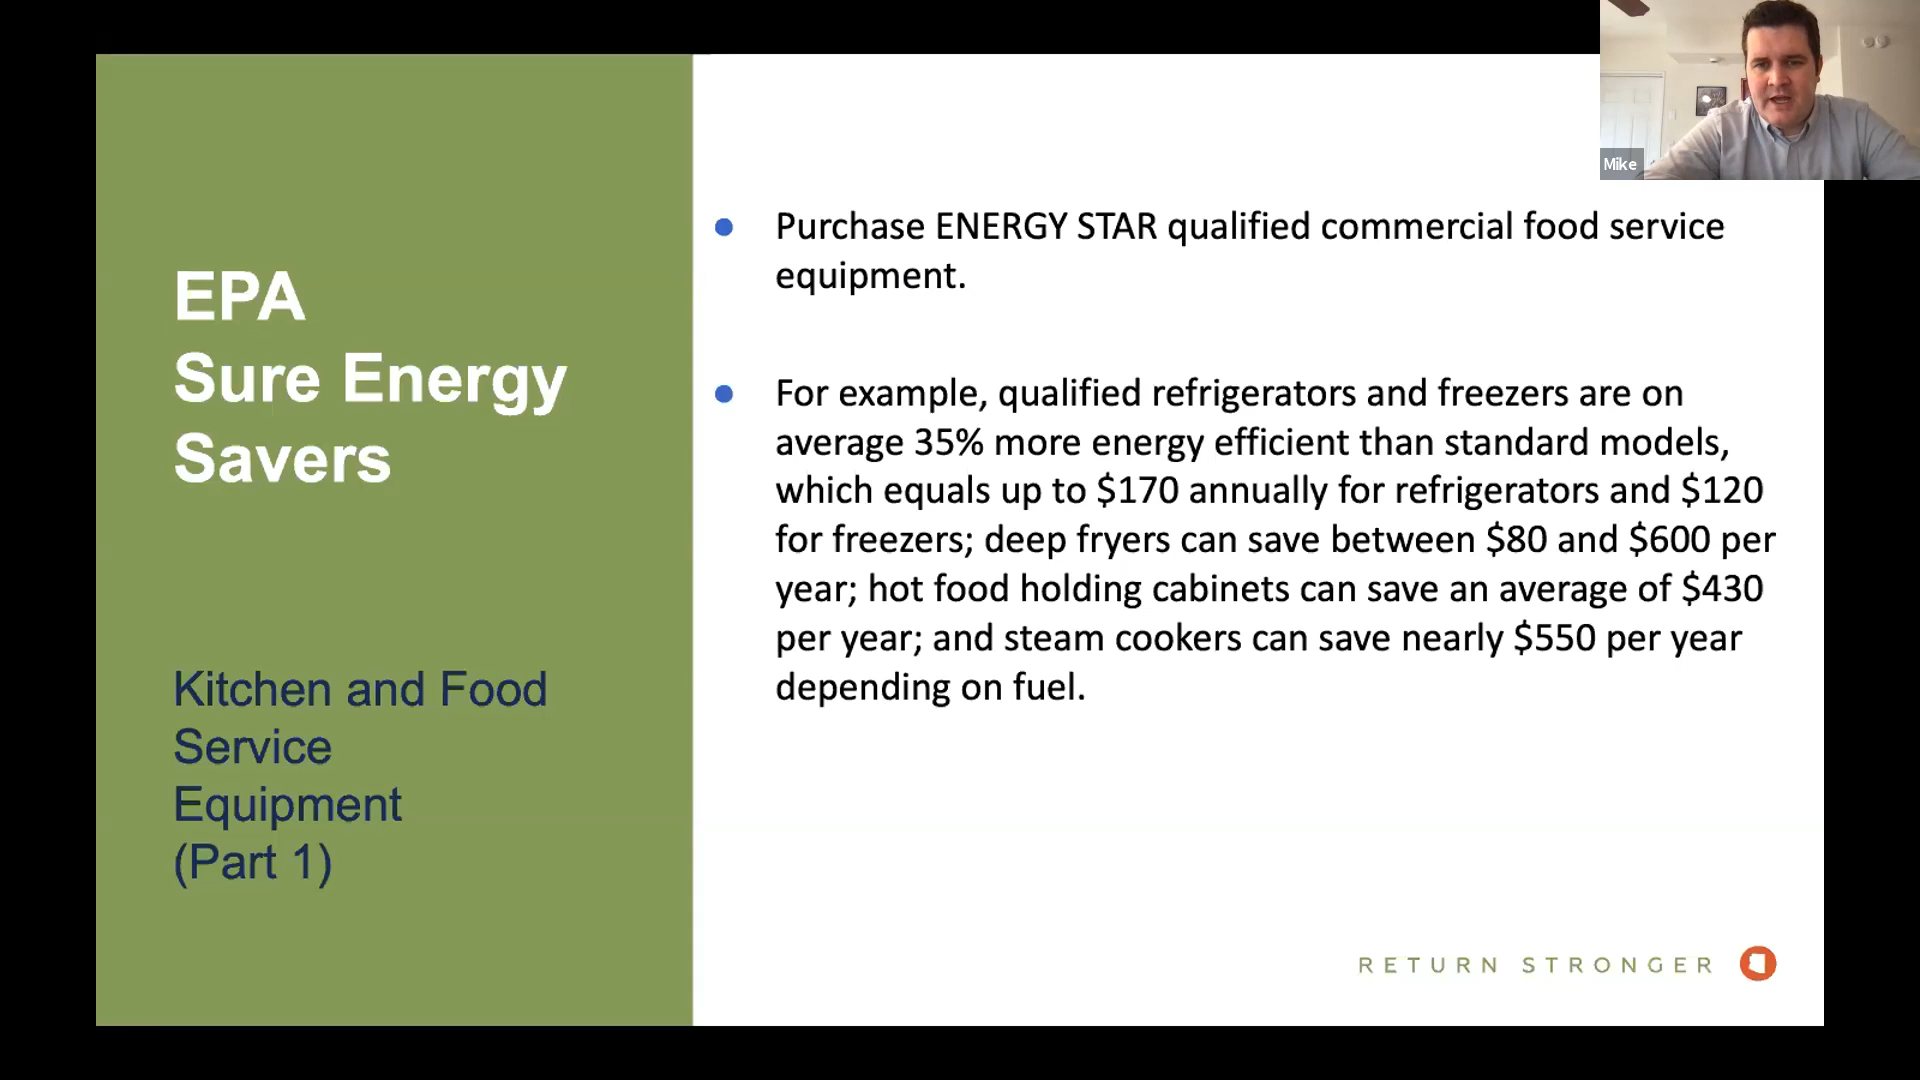 EPA
Sure Energy
Savers
Kitchen and Food
Service
Equipment
(Part 1)
Mike
● Purchase ENERGY STAR qualified commercial food service
equipment.
● For example, qualified refrigerators and freezers are on
average 35% more energy efficient than standard models,
which equals up to $170 annually for refrigerators and $120
for freezers; deep fryers can save between $80 and $600 per
year; hot food holding cabinets can save an average of $430
per year; and steam cookers can save nearly $550 per year
depending on fuel.
RETURN STRONGER